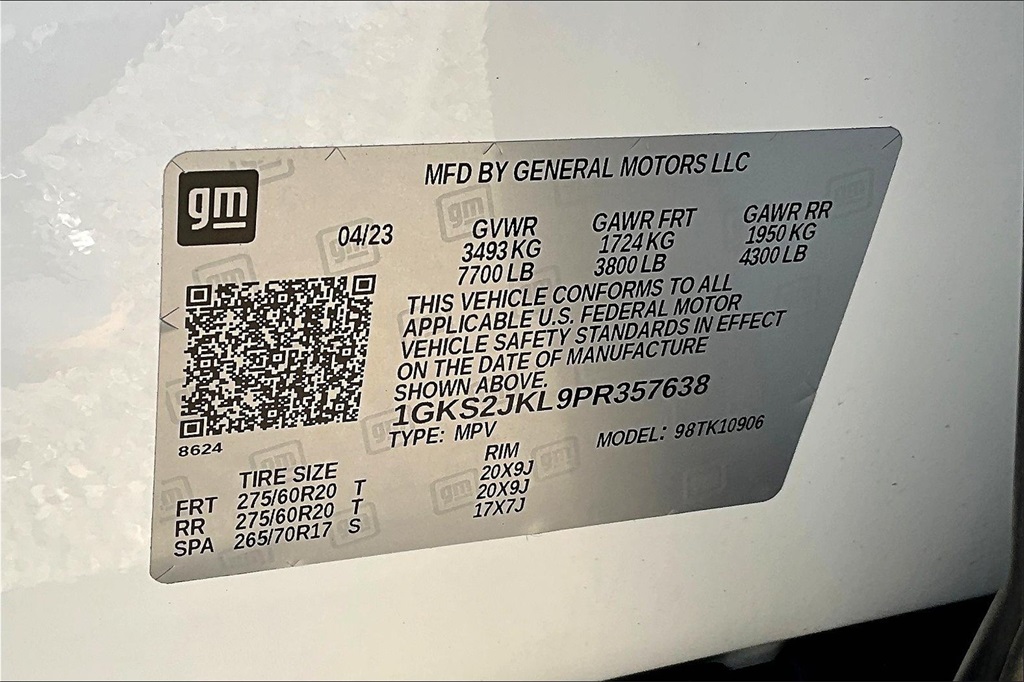 gm
MFD BY GENERAL MOTORS LLC
04/23
GVWR GAWR FRT GAWR RR
3493 KG 1724 KG 1950 KG
7700 LB 3800 LB 4300 LB
THIS VEHICLE CONFORMS TO ALL
APPLICABLE U.S. FEDERAL MOTOR
VEHICLE SAFETY STANDARDS IN EFFECT
ON THE DATE OF MANUFACTURE
SHOWN ABOVE.
1GKS2JKL9PR357638
TYPE: MPV MODEL: 98TK10906
8624
TIRE SIZE RIM
FRT 275/60R20 T 20X9J
RR 275/60R20 T 20X9J
SPA 265/70R17 S 17X7J